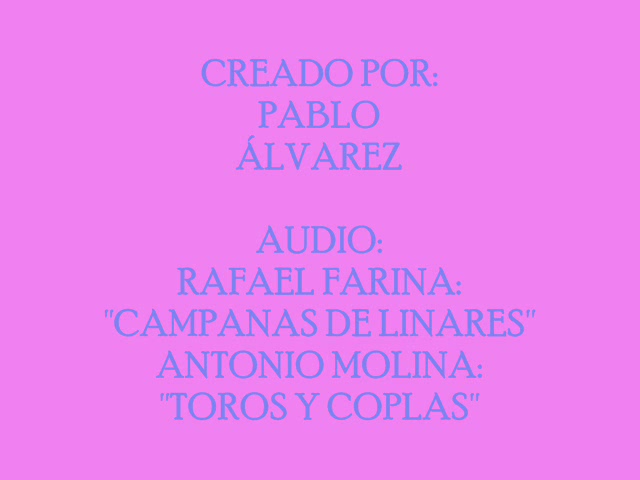 CREADO POR:
PABLO
ÁLVAREZ
AUDIO:
RAFAEL FARINA:
"CAMPANAS DE LINARES"
ANTONIO MOLINA:
"TOROS Y COPLAS"